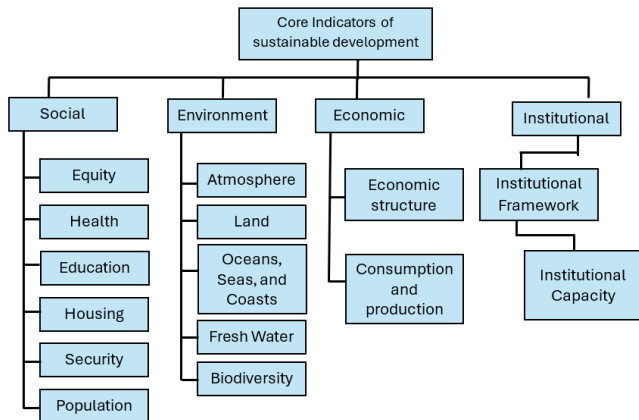 Core Indicators of
sustainable development
Social
Environment
Economic
Institutional
Equity
Health
Education
Housing
Security
Population
Atmosphere
Land
Oceans,
Seas, and
Coasts
Fresh Water
Biodiversity
Economic
structure
Consumption
and
production
Institutional
Framework
Institutional
Capacity